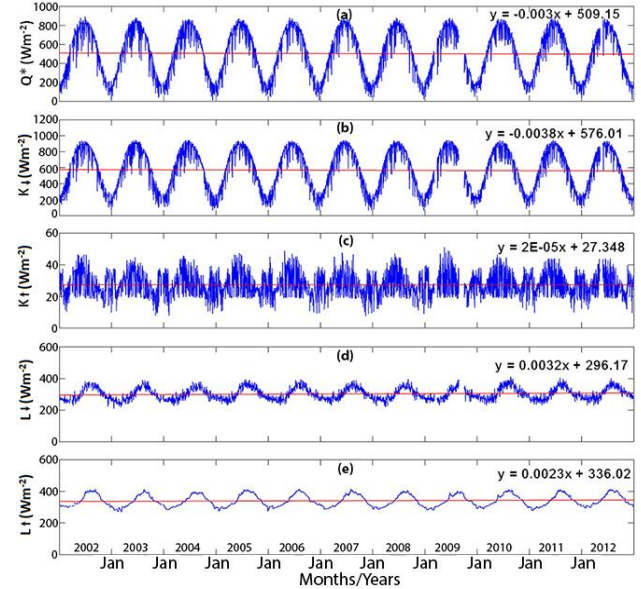 (a)
y = -0.003x + 509.15
1000
800
600
400
200
0
Q* (Wm-2)
(b)
y = -0.0038x + 576.01
1200
1000
800
600
400
200
0
K↓ (Wm-2)
(c)
y = 2E-05x + 27.348
60
40
20
0
K↑ (Wm-2)
(d)
y = 0.0032x + 296.17
600
400
200
0
L↓ (Wm-2)
(e)
y = 0.0023x + 336.02
600
400
200
0
L↑ (Wm-2)
2002 2003 2004 2005 2006 2007 2008 2009 2010 2011 2012
Jan Jan Jan Jan Jan Jan Jan Jan Jan Jan
Months/Years